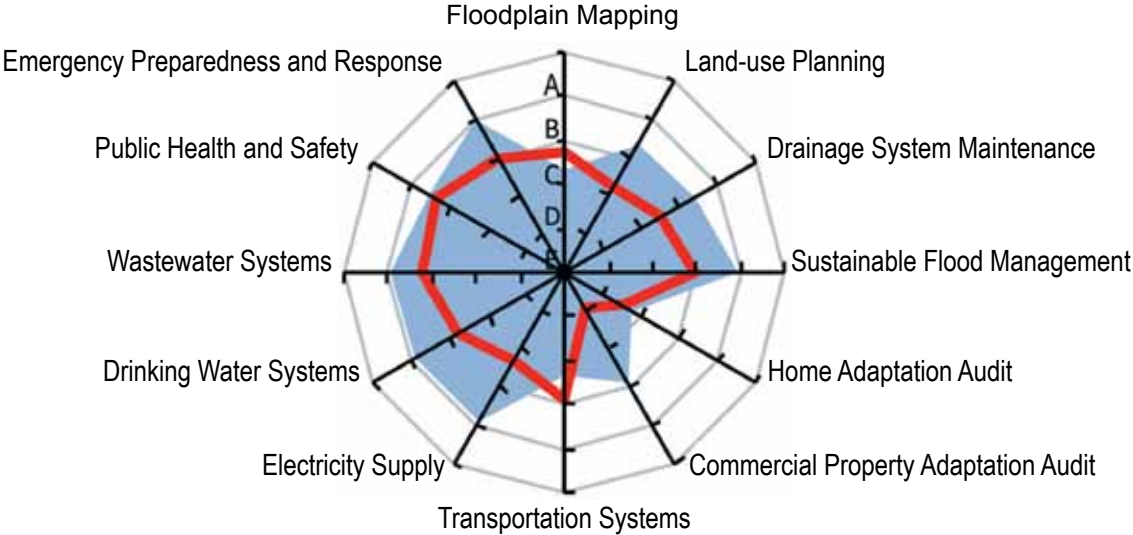 Floodplain Mapping
Emergency Preparedness and Response
Land-use Planning
A
B
Public Health and Safety
Drainage System Maintenance
C
D
Wastewater Systems
E
Sustainable Flood Management
Drinking Water Systems
Home Adaptation Audit
Electricity Supply
Commercial Property Adaptation Audit
Transportation Systems